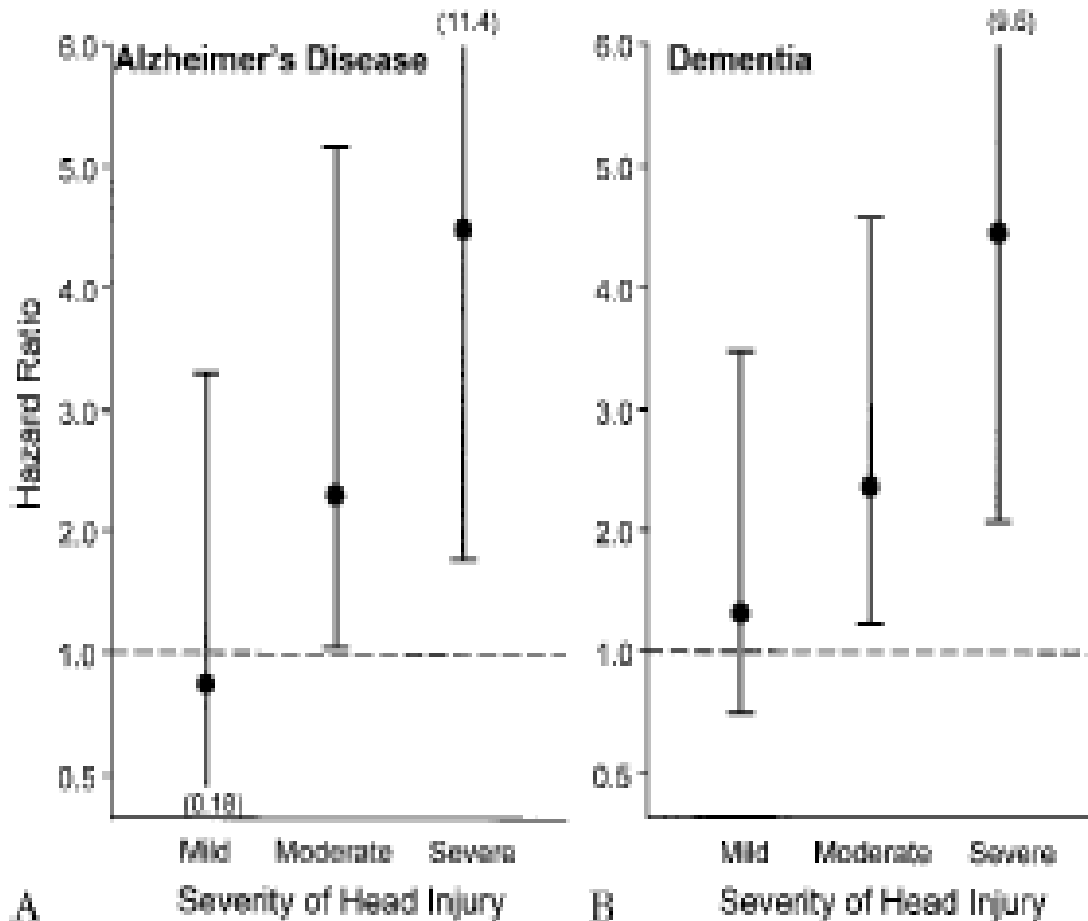 (11.4)
6.0
Alzheimer's Disease
5.0
4.0
3.0
2.0
1.0
0.5
(0.18)
Hazard Ratio
Mild Moderate Severe
A Severity of Head Injury
6.0
Dementia
5.0
4.0
3.0
2.0
1.0
0.5
Mild Moderate Severe
B Severity of Head Injury